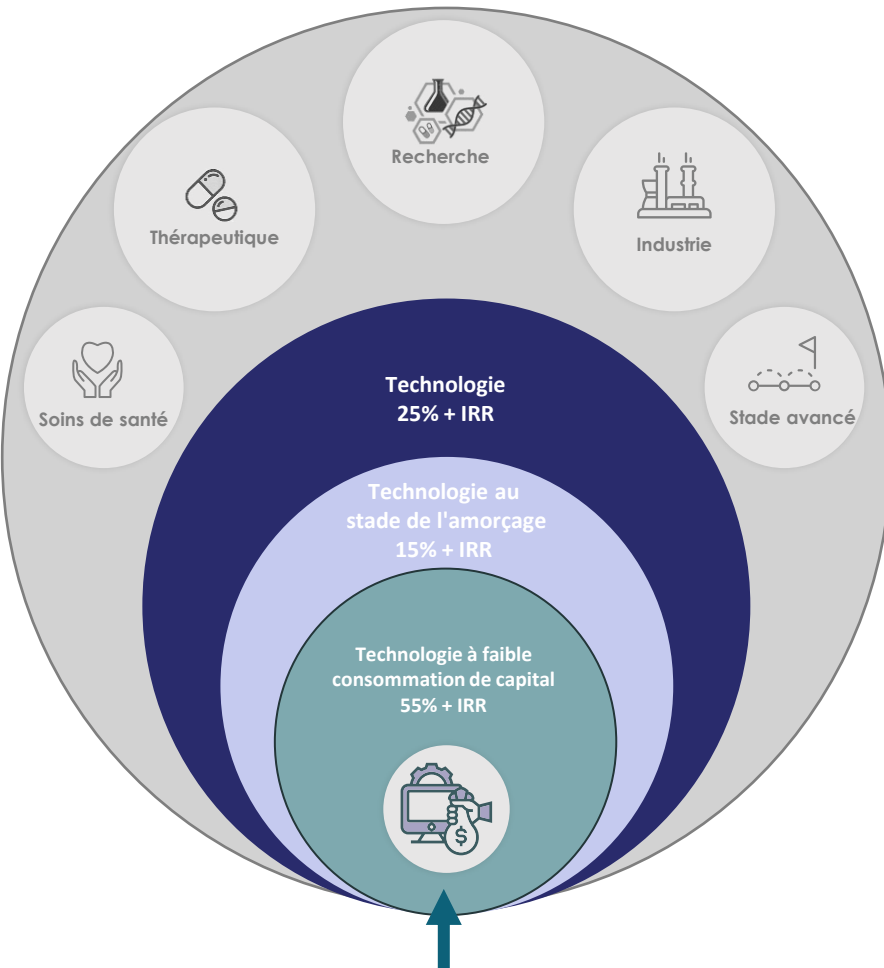 Recherche
Thérapeutique
Industrie
Soins de santé
Stade avancé
Technologie
25% + IRR
Technologie au
stade de l'amorçage
15% + IRR
Technologie à faible
consommation de capital
55% + IRR
$